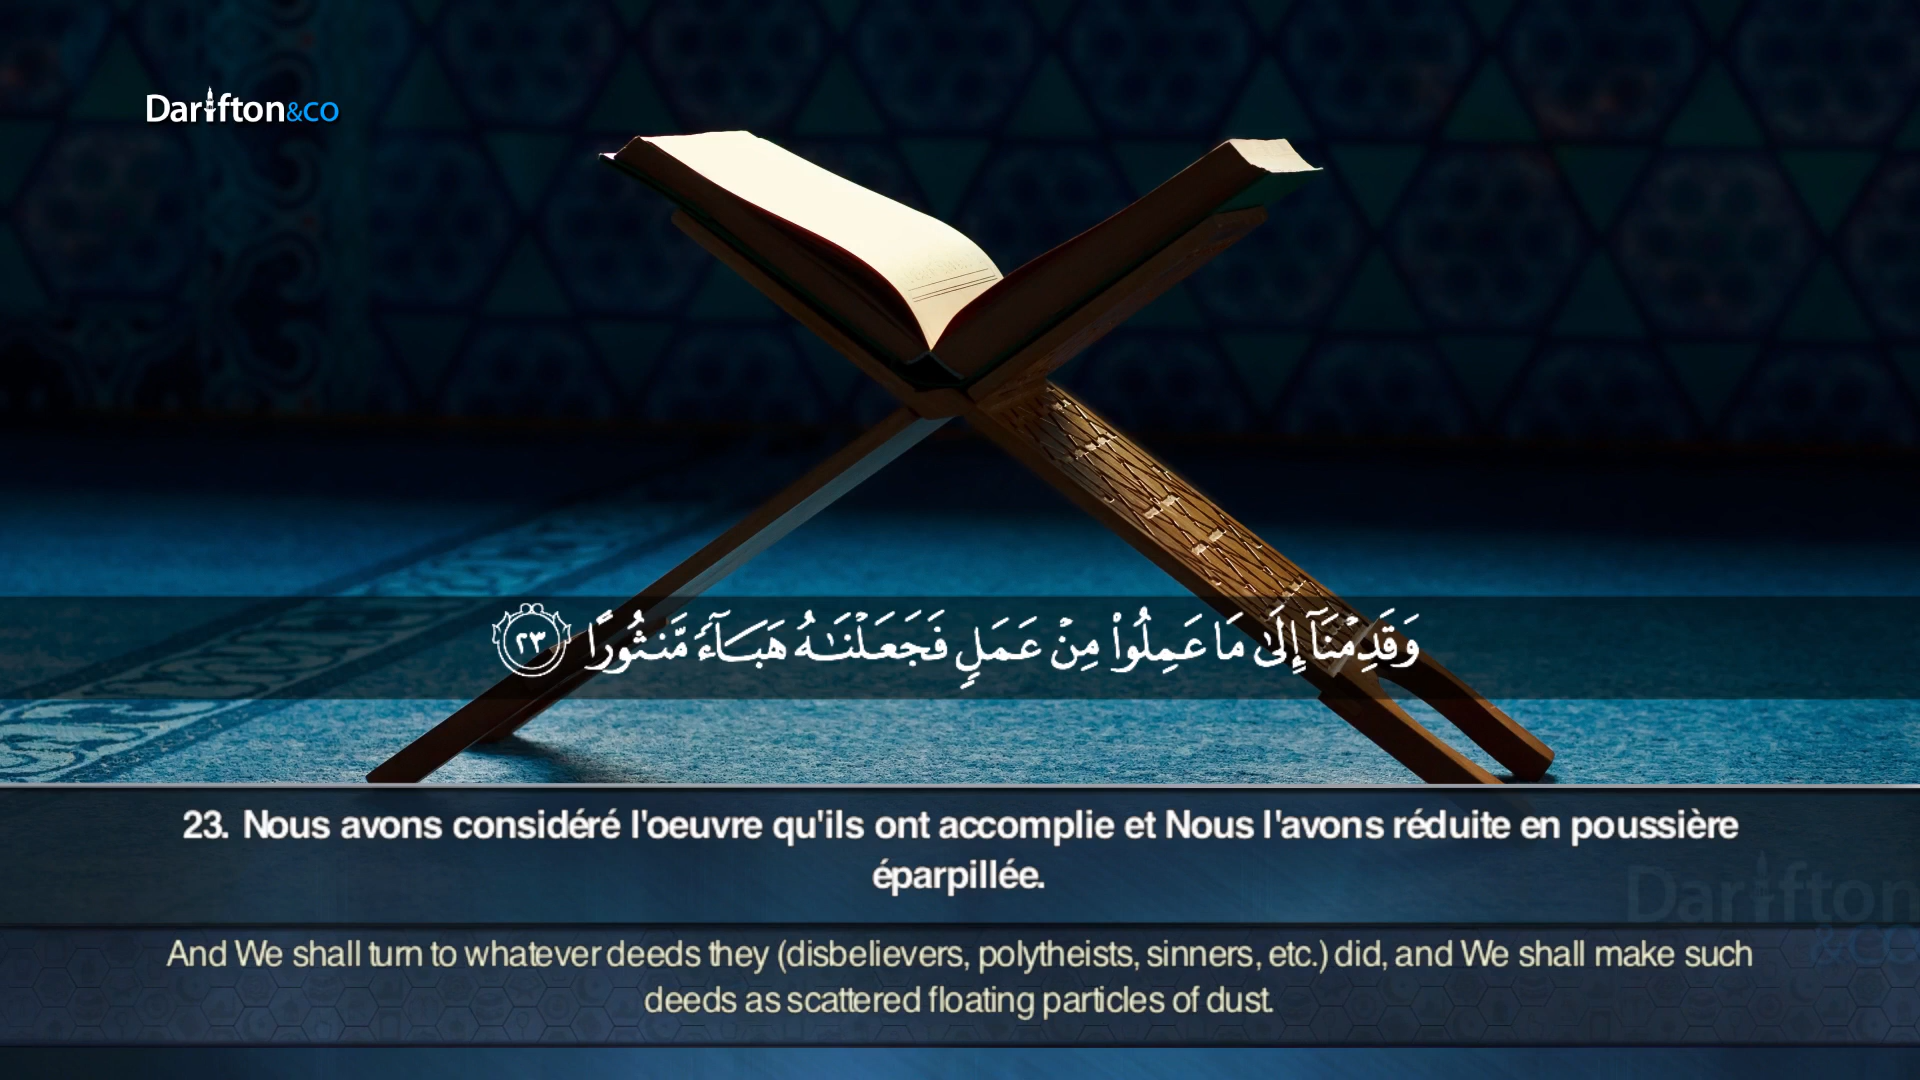 Darifton&co
وَقَدِمْنَآ إِلَىٰ مَا عَمِلُوا۟ مِنْ عَمَلٍ فَجَعَلْنَـٰهُ هَبَآءً مَّنثُورًا ٢٣
23. Nous avons considéré l'oeuvre qu'ils ont accomplie et Nous l'avons réduite en poussière
éparpillée.
Darifton
&co
And We shall turn to whatever deeds they (disbelievers, polytheists, sinners, etc.) did, and We shall make such
deeds as scattered floating particles of dust.